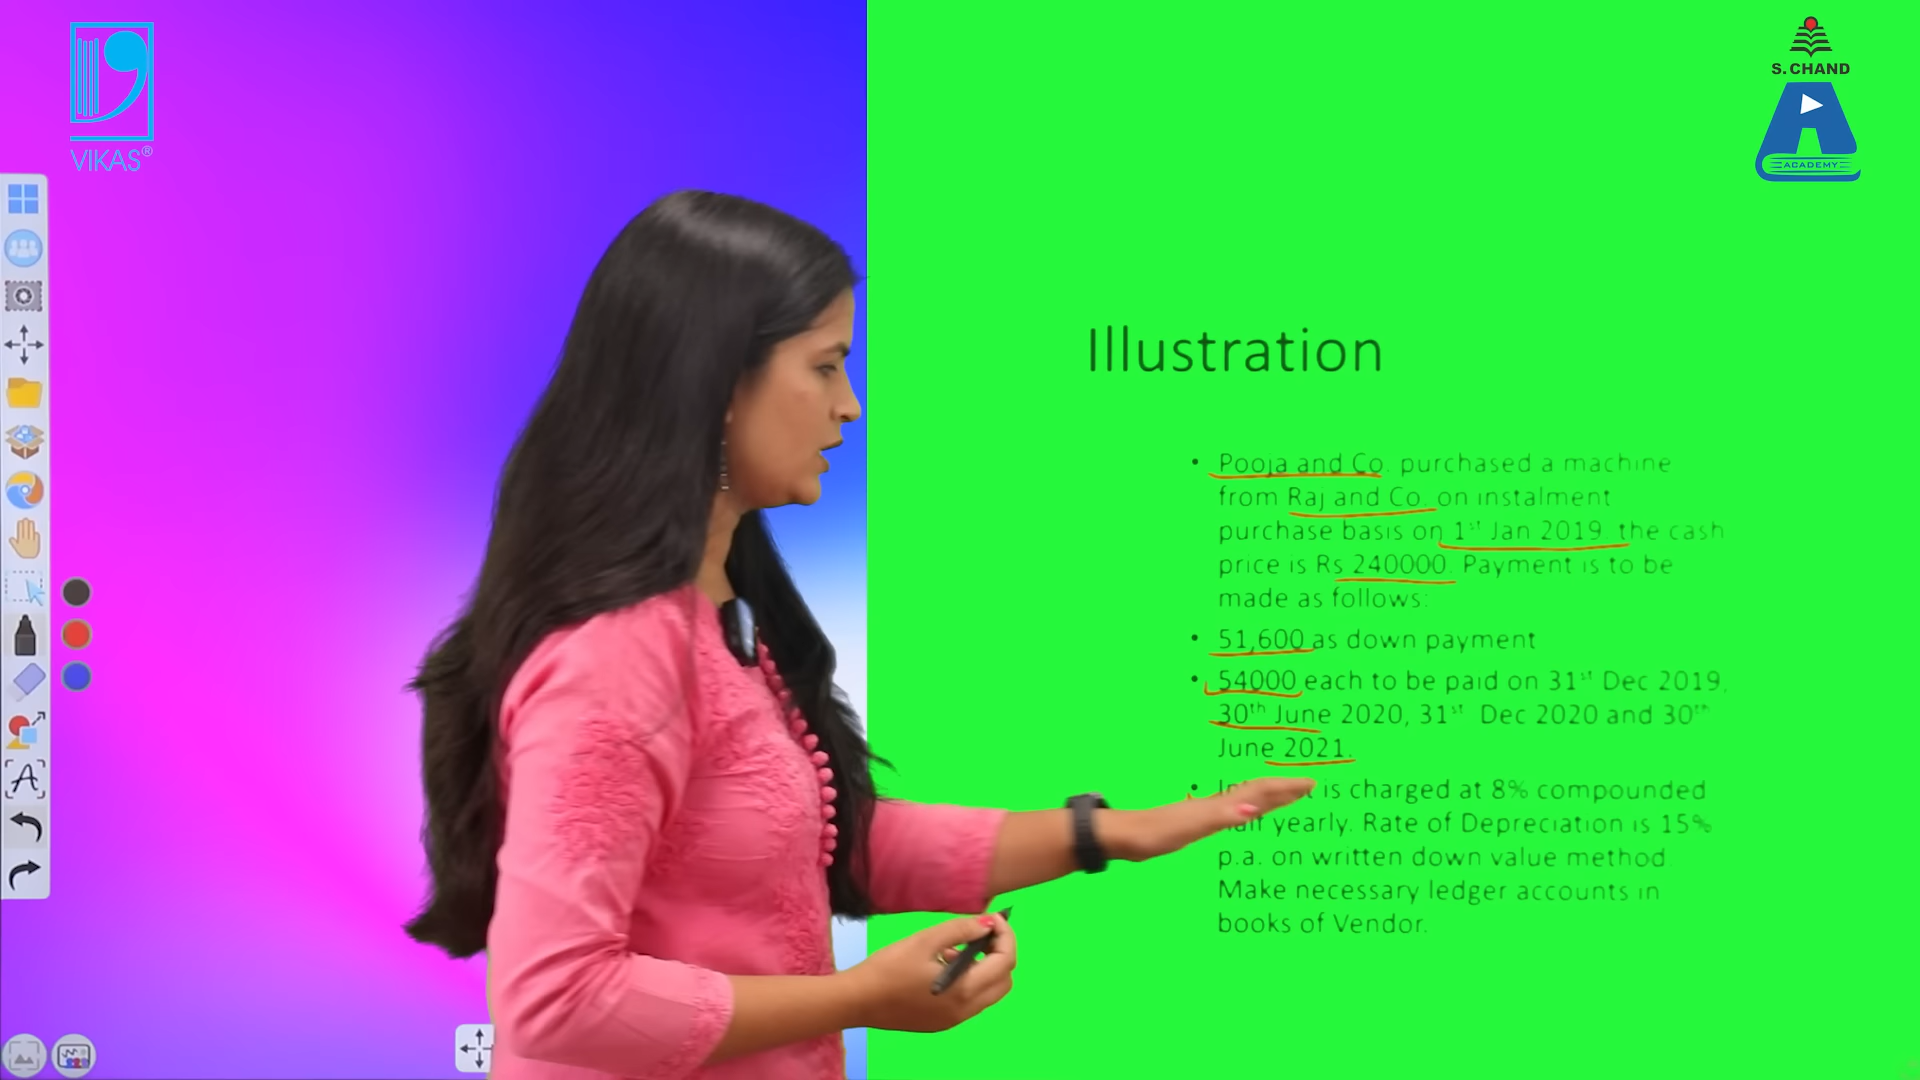 VIKAS®
S. CHAND
ACADEMY
Illustration
• Pooja and Co. purchased a machine
from Raj and Co. on instalment
purchase basis on 1st Jan 2019. the cash
price is Rs 240000. Payment is to be
made as follows:
• 51,600 as down payment
• 54000 each to be paid on 31st Dec 2019,
30th June 2020, 31st Dec 2020 and 30th
June 2021.
• is charged at 8% compounded
yearly. Rate of Depreciation is 15%
p.a. on written down value method
Make necessary ledger accounts in
books of Vendor.